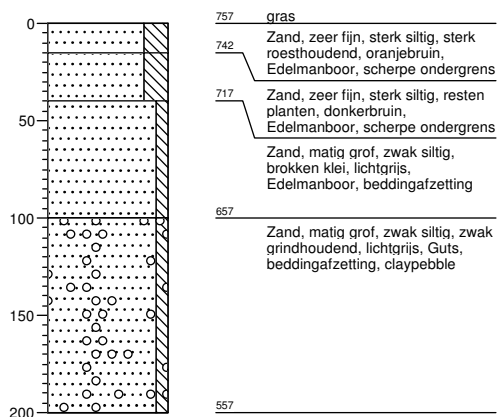 0
50
100
150
200
757 gras
742 Zand, zeer fijn, sterk siltig, sterk
roesthoudend, oranjebruin,
Edelmanboor, scherpe ondergrens
717 Zand, zeer fijn, sterk siltig, resten
planten, donkerbruin,
Edelmanboor, scherpe ondergrens
Zand, matig grof, zwak siltig,
brokken klei, lichtgrijs,
Edelmanboor, beddingafzetting
657
Zand, matig grof, zwak siltig, zwak
grindhoudend, lichtgrijs, Guts,
beddingafzetting, claypebble
557